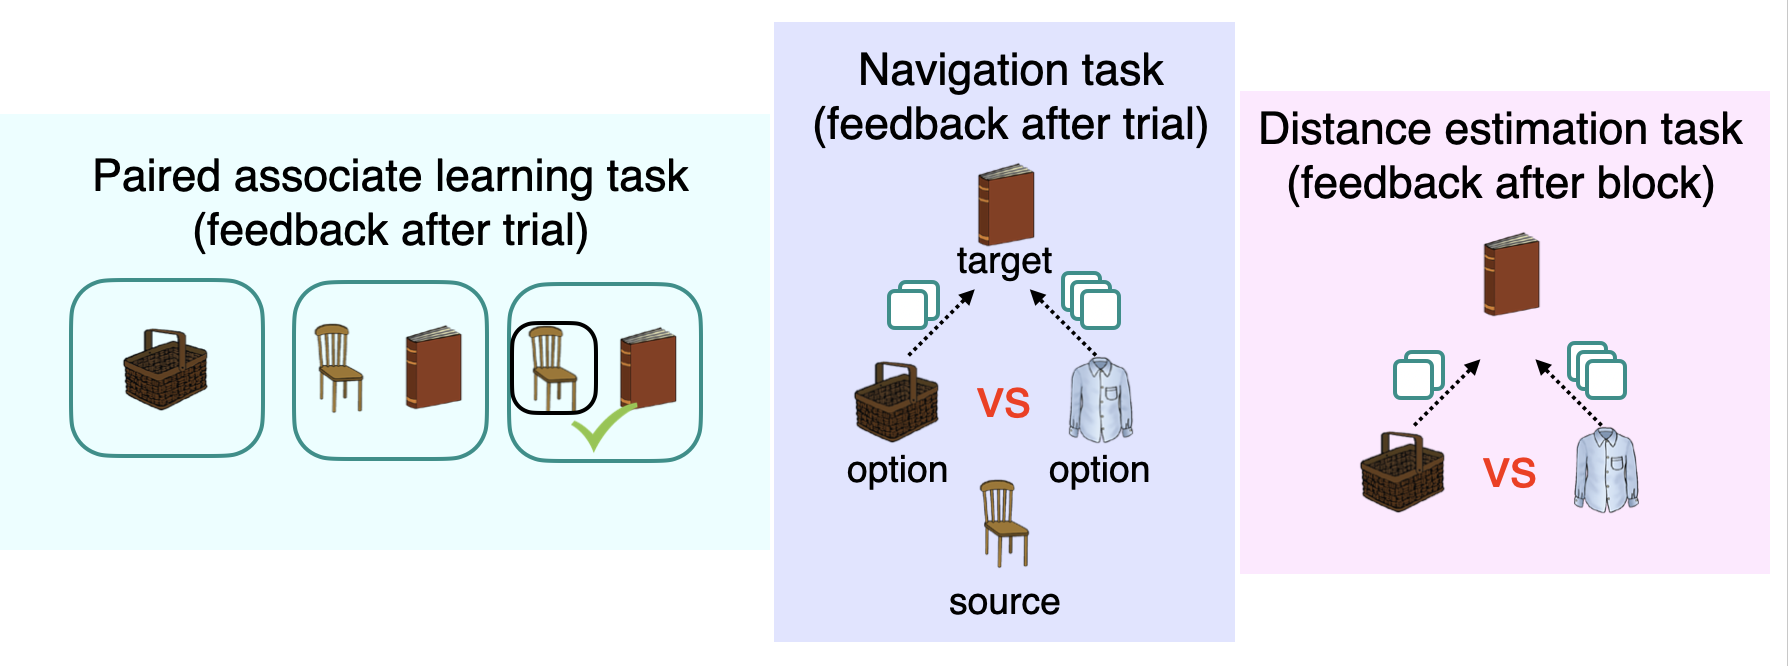 Paired associate learning task
(feedback after trial)
Navigation task
(feedback after trial)
target
vs
option
option
source
Distance estimation task
(feedback after block)
vs